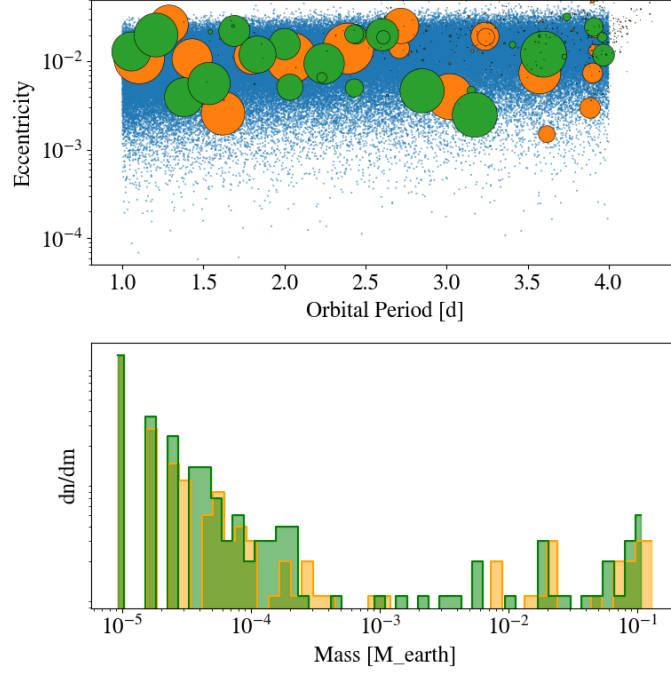 10⁻²
10⁻³
10⁻⁴
Eccentricity
1.0 1.5 2.0 2.5 3.0 3.5 4.0
Orbital Period [d]
dn/dm
10⁻⁵ 10⁻⁴ 10⁻³ 10⁻² 10⁻¹
Mass [M_earth]